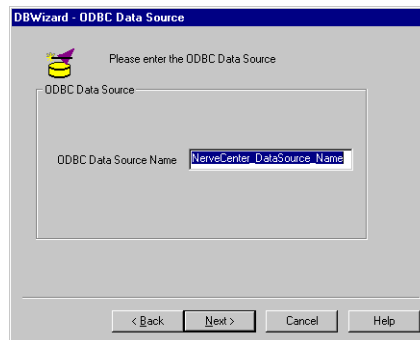 DBWizard - ODBC Data Source
Please enter the ODBC Data Source
ODBC Data Source
ODBC Data Source Name NerveCenter_DataSource_Name
< Back Next > Cancel Help